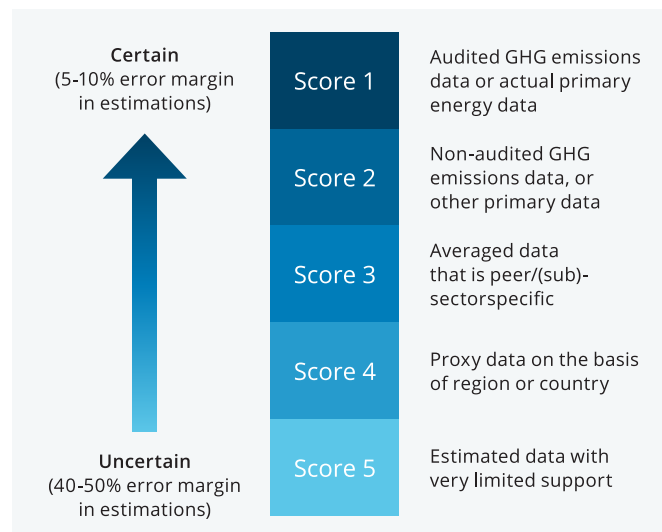 Certain
(5-10% error margin
in estimations)
Score 1
Audited GHG emissions
data or actual primary
energy data
Score 2
Non-audited GHG
emissions data, or
other primary data
Score 3
Averaged data
that is peer/(sub)-
sectorspecific
Score 4
Proxy data on the basis
of region or country
Uncertain
(40-50% error margin
in estimations)
Score 5
Estimated data with
very limited support